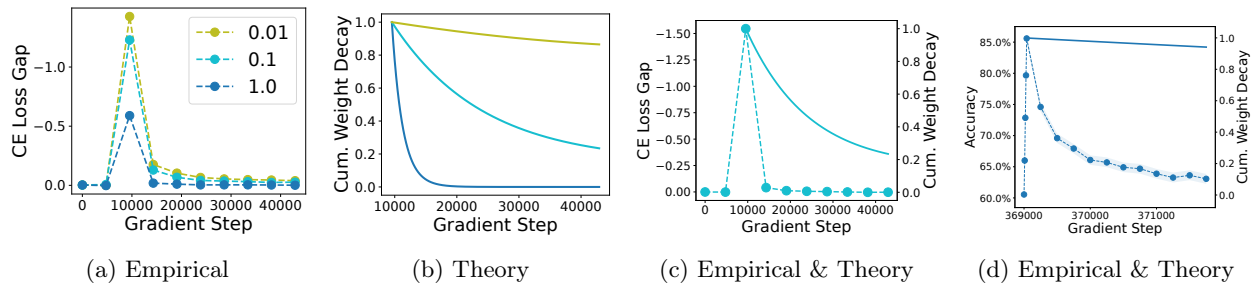 CE Loss Gap
−1.0
−0.5
0.0
0.01
0.1
1.0
0 10000 20000 30000 40000
Gradient Step
(a) Empirical
Cum. Weight Decay
1.0
0.8
0.6
0.4
0.2
0.0
10000 20000 30000 40000
Gradient Step
(b) Theory
CE Loss Gap
−1.50
−1.25
−1.00
−0.75
−0.50
−0.25
0.00
0 10000 20000 30000 40000
Gradient Step
1.0
0.8
0.6
0.4
0.2
0.0
Cum. Weight Decay
(c) Empirical & Theory
Accuracy
85.0%
80.0%
75.0%
70.0%
65.0%
60.0%
369000 370000 371000
Gradient Step
1.0
0.8
0.6
0.4
0.2
0.0
Cum. Weight Decay
(d) Empirical & Theory